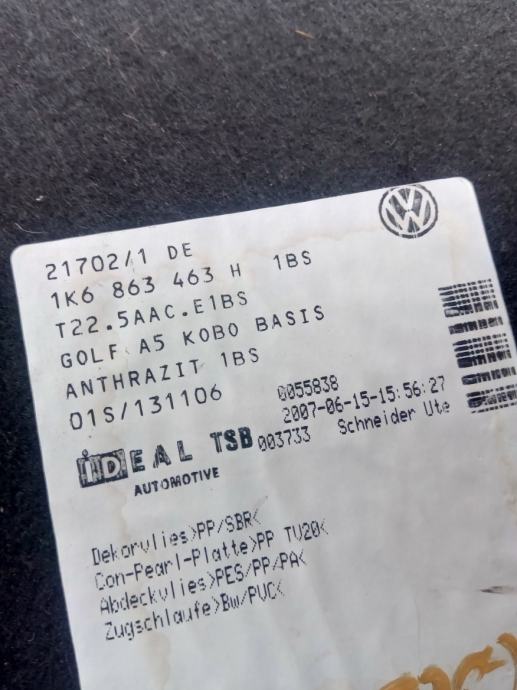 21702/1 DE
1K6 863 463 H 1BS
T22.5AAC.E1BS
GOLF A5 KOBO BASIS
ANTHRAZIT 1BS
01S/131106
0055838
2007-06-15-15:56:27
003733 Schneider Ute
IDEAL TSB
AUTOMOTIVE
Dekorvlies>PP/SBR<
Con-Pearl-Platte>PP TV20<
Abdeckvlies>PES/PP/PA<
Zugschlaufe>Bw/PVC<